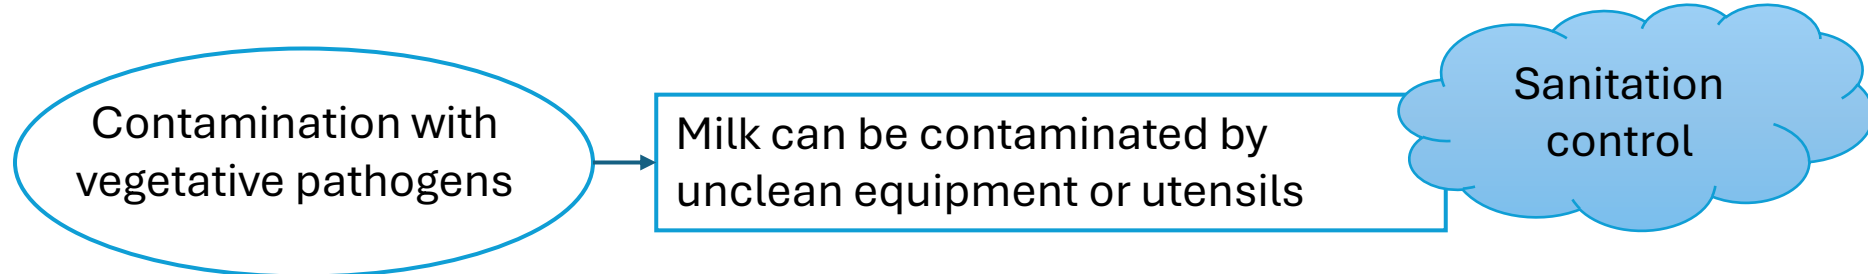 Contamination with
vegetative pathogens
Milk can be contaminated by
unclean equipment or utensils
Sanitation
control